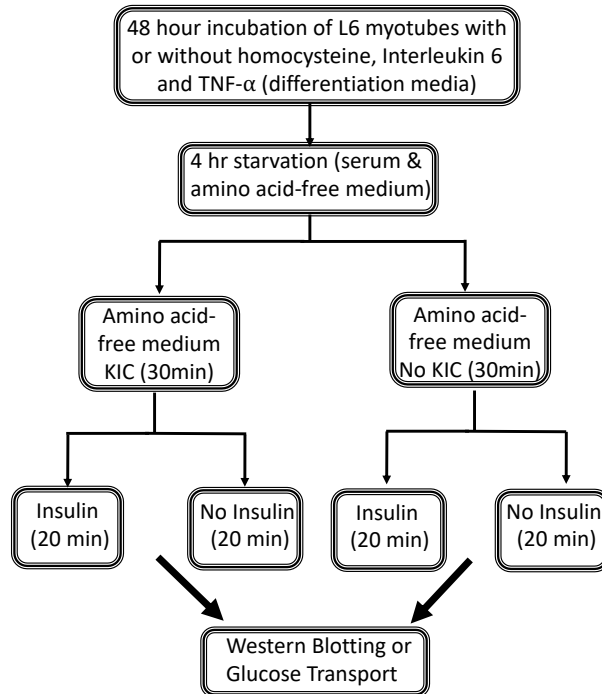 48 hour incubation of L6 myotubes with
or without homocysteine, Interleukin 6
and TNF-α (differentiation media)
4 hr starvation (serum &
amino acid-free medium)
Amino acid-
free medium
KIC (30min)
Amino acid-
free medium
No KIC (30min)
Insulin
(20 min)
No Insulin
(20 min)
Insulin
(20 min)
No Insulin
(20 min)
Western Blotting or
Glucose Transport